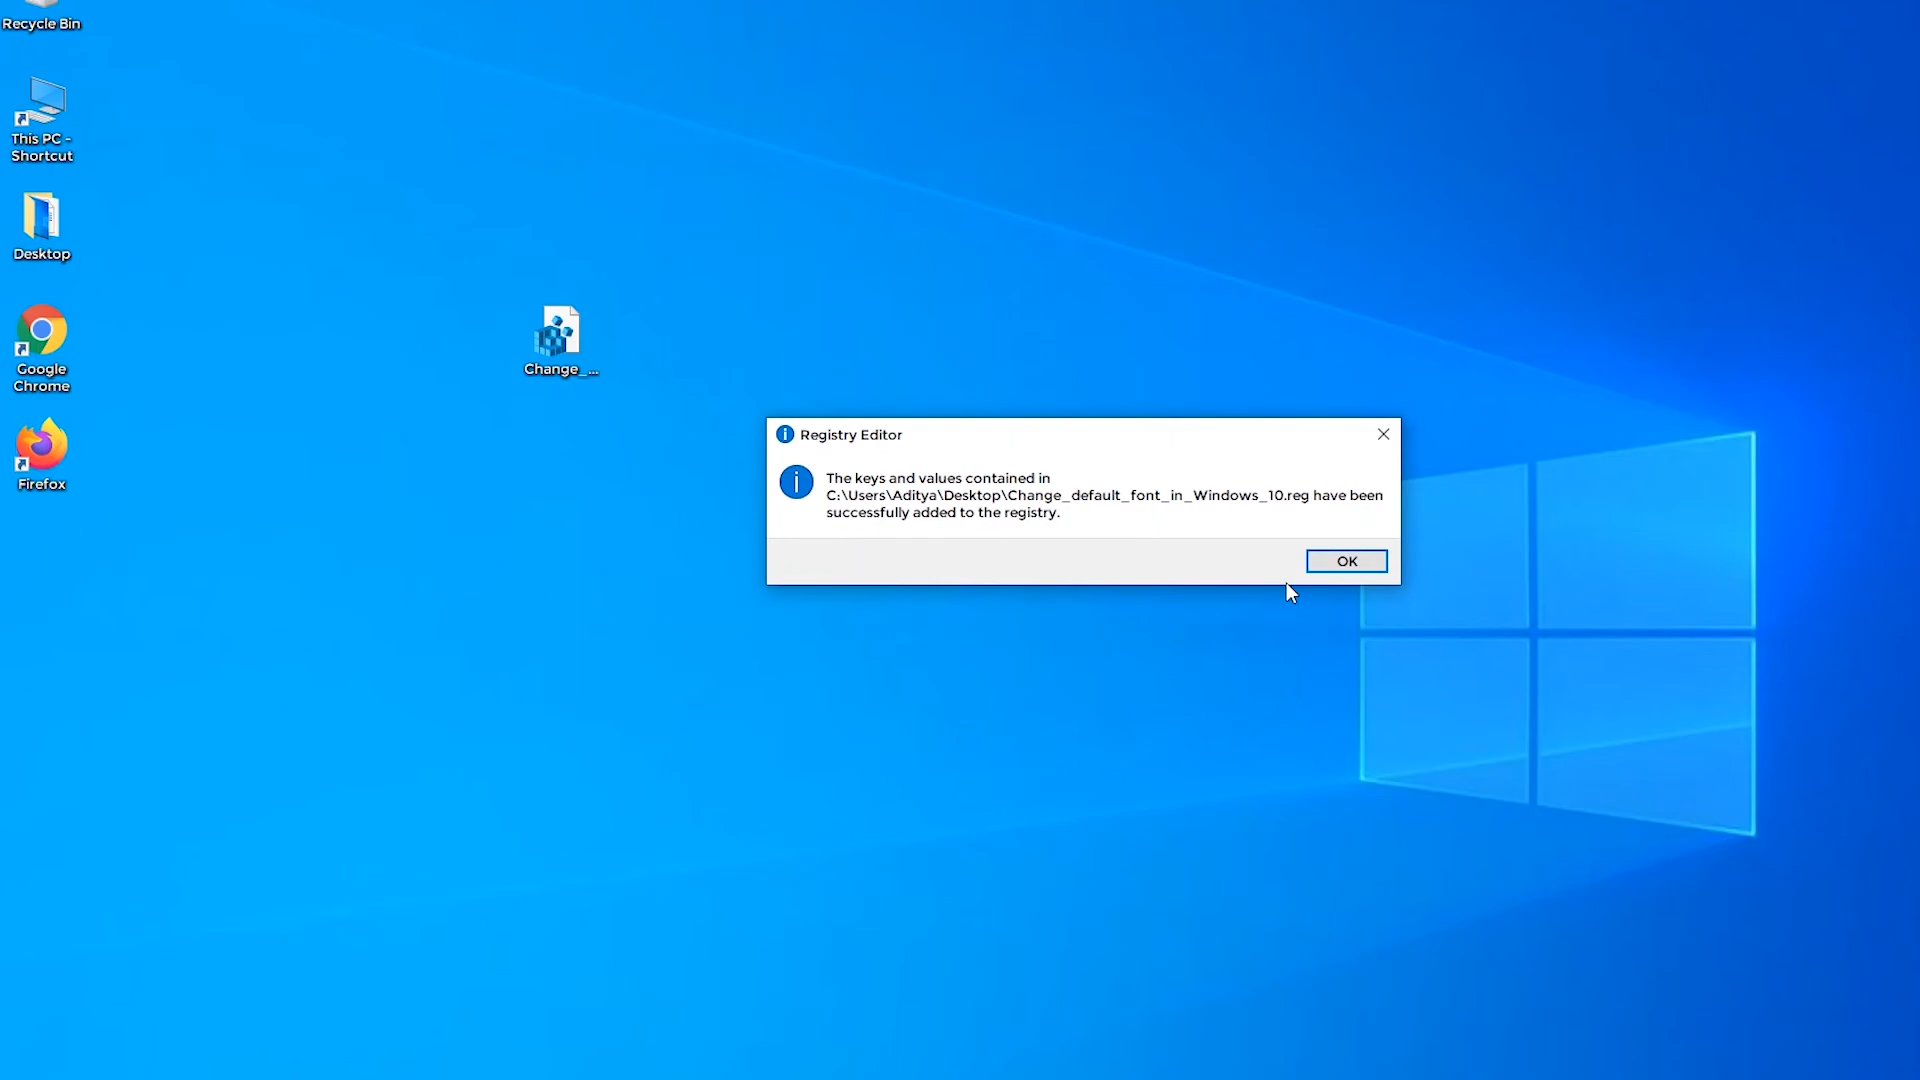 Recycle Bin
This PC -
Shortcut
Desktop
Google
Chrome
Firefox
Change_...
Registry Editor
The keys and values contained in
C:\Users\Aditya\Desktop\Change_default_font_in_Windows_10.reg have been
successfully added to the registry.
OK